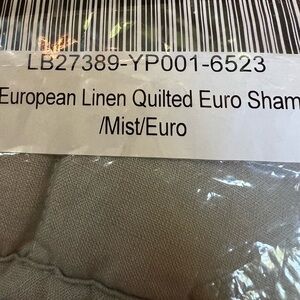 LB27389-YP001-6523
European Linen Quilted Euro Sham
/Mist/Euro